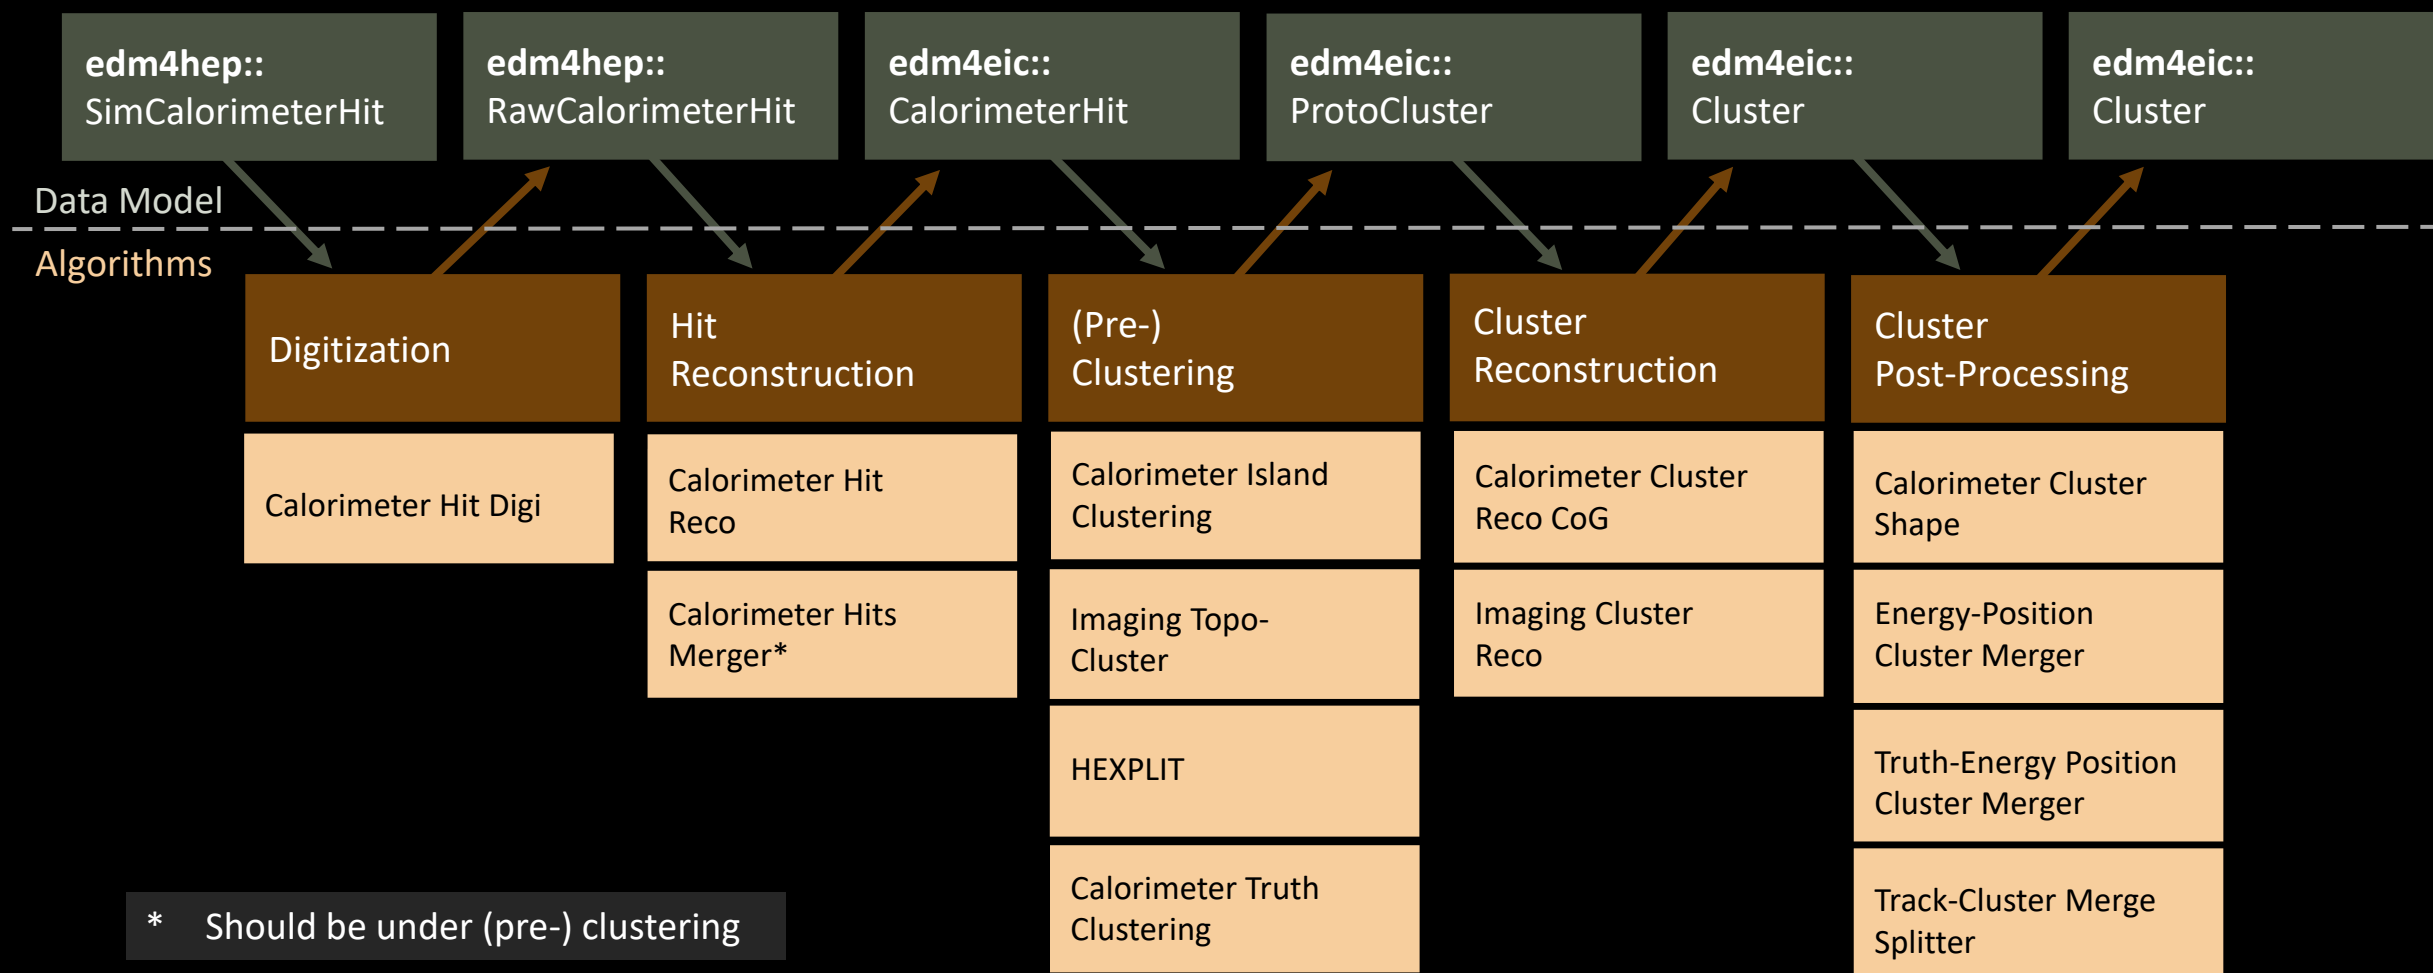 edm4hep::
SimCalorimeterHit
edm4hep::
RawCalorimeterHit
edm4eic::
CalorimeterHit
edm4eic::
ProtoCluster
edm4eic::
Cluster
edm4eic::
Cluster
Data Model
Algorithms
Digitization
Calorimeter Hit Digi
Hit
Reconstruction
Calorimeter Hit
Reco
Calorimeter Hits
Merger*
(Pre-)
Clustering
Calorimeter Island
Clustering
Imaging Topo-
Cluster
HEXPLIT
Calorimeter Truth
Clustering
Cluster
Reconstruction
Calorimeter Cluster
Reco CoG
Imaging Cluster
Reco
Cluster
Post-Processing
Calorimeter Cluster
Shape
Energy-Position
Cluster Merger
Truth-Energy Position
Cluster Merger
Track-Cluster Merge
Splitter
* Should be under (pre-) clustering